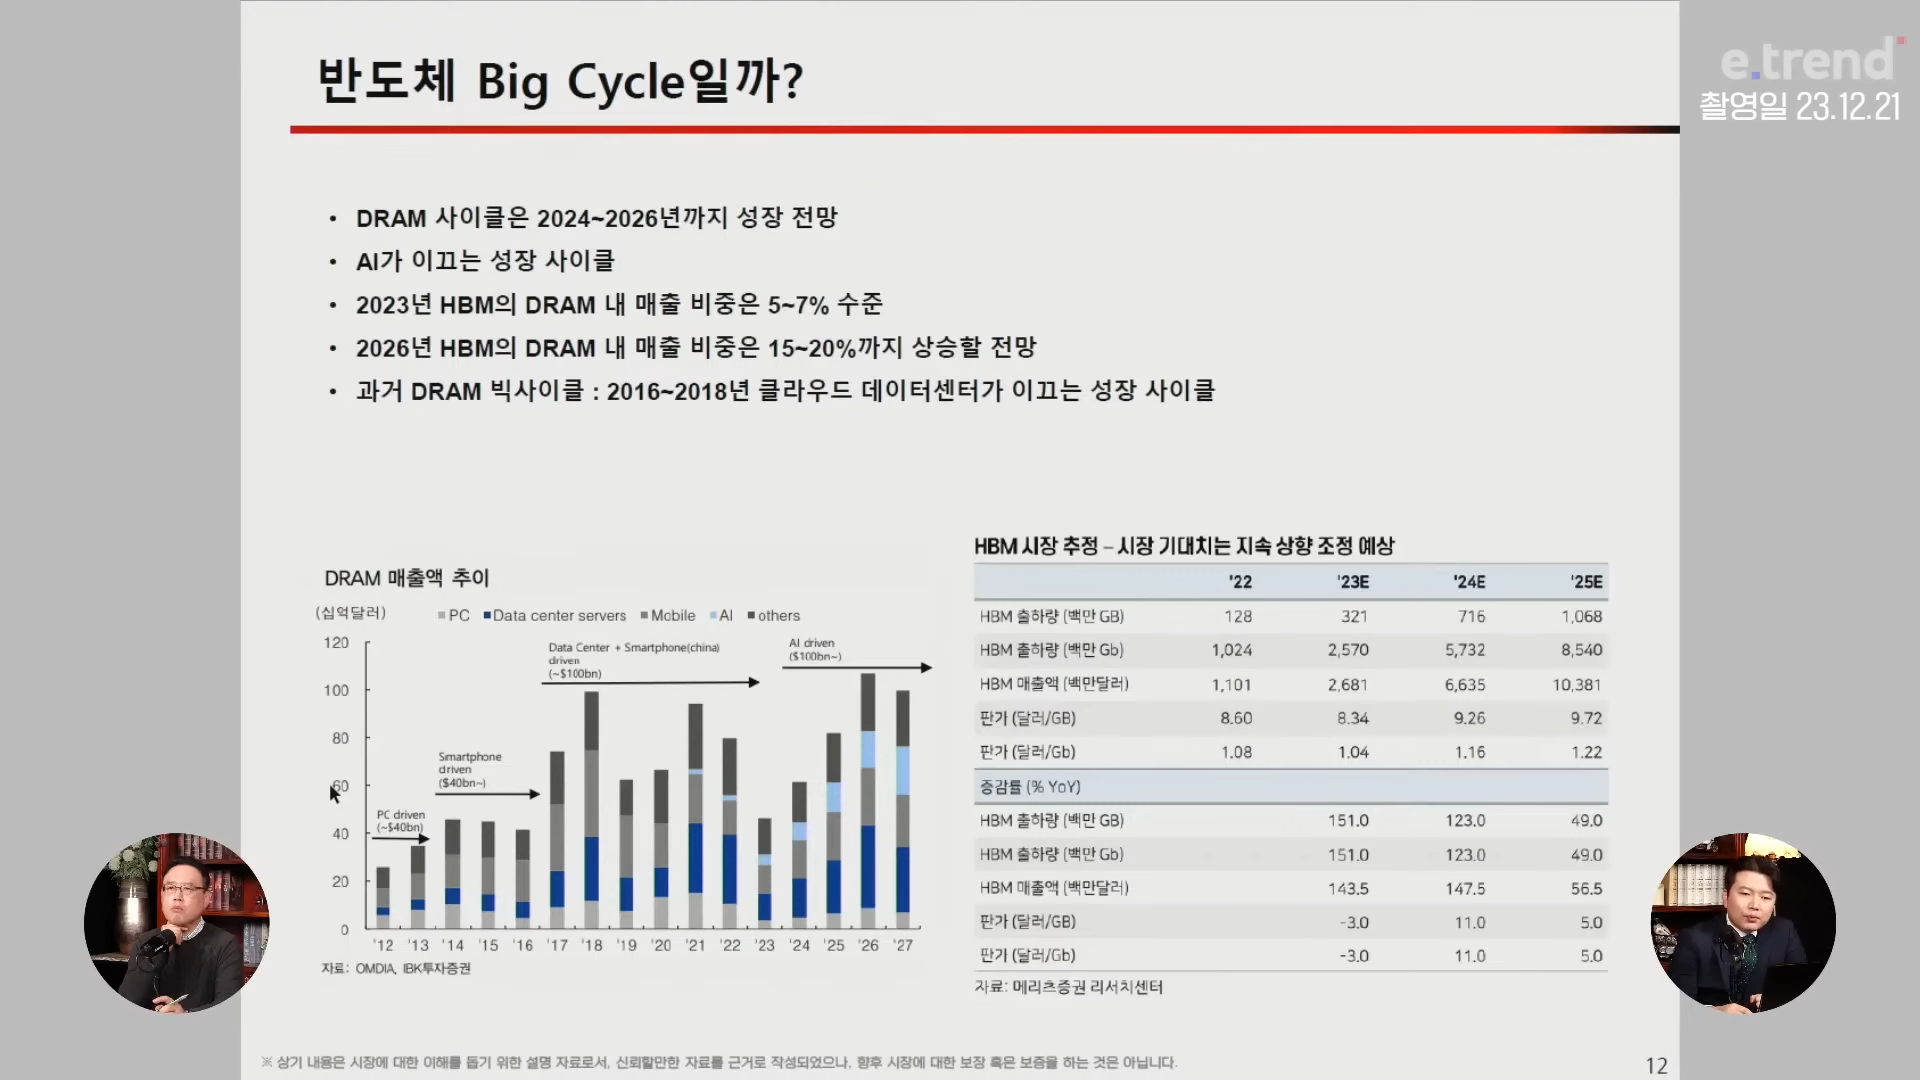 반도체 Big Cycle일까?
e.trend
촬영일 23.12.21
• DRAM 사이클은 2024~2026년까지 성장 전망
• AI가 이끄는 성장 사이클
• 2023년 HBM의 DRAM 내 매출 비중은 5~7% 수준
• 2026년 HBM의 DRAM 내 매출 비중은 15~20%까지 상승할 전망
• 과거 DRAM 빅사이클 : 2016~2018년 클라우드 데이터센터가 이끄는 성장 사이클
DRAM 매출액 추이
(십억달러)
PC Data center servers Mobile AI others
120
100
80
60
40
20
0
PC driven
(~$40bn)
Smartphone
driven
($40bn~)
Data Center + Smartphone(china)
driven
(~$100bn)
AI driven
($100bn~)
'12 '13 '14 '15 '16 '17 '18 '19 '20 '21 '22 '23 '24 '25 '26 '27
자료: OMDIA, IBK투자증권
HBM 시장 추정 – 시장 기대치는 지속 상향 조정 예상
'22 '23E '24E '25E
HBM 출하량 (백만 GB) 128 321 716 1,068
HBM 출하량 (백만 Gb) 1,024 2,570 5,732 8,540
HBM 매출액 (백만달러) 1,101 2,681 6,635 10,381
판가 (달러/GB) 8.60 8.34 9.26 9.72
판가 (달러/Gb) 1.08 1.04 1.16 1.22
증감률 (% YoY)
HBM 출하량 (백만 GB) 151.0 123.0 49.0
HBM 출하량 (백만 Gb) 151.0 123.0 49.0
HBM 매출액 (백만달러) 143.5 147.5 56.5
판가 (달러/GB) -3.0 11.0 5.0
판가 (달러/Gb) -3.0 11.0 5.0
자료: 메리츠증권 리서치센터
※ 상기 내용은 시장에 대한 이해를 돕기 위한 설명 자료로서, 신뢰할만한 자료를 근거로 작성되었으나, 향후 시장에 대한 보장 혹은 보증을 하는 것은 아닙니다.
12